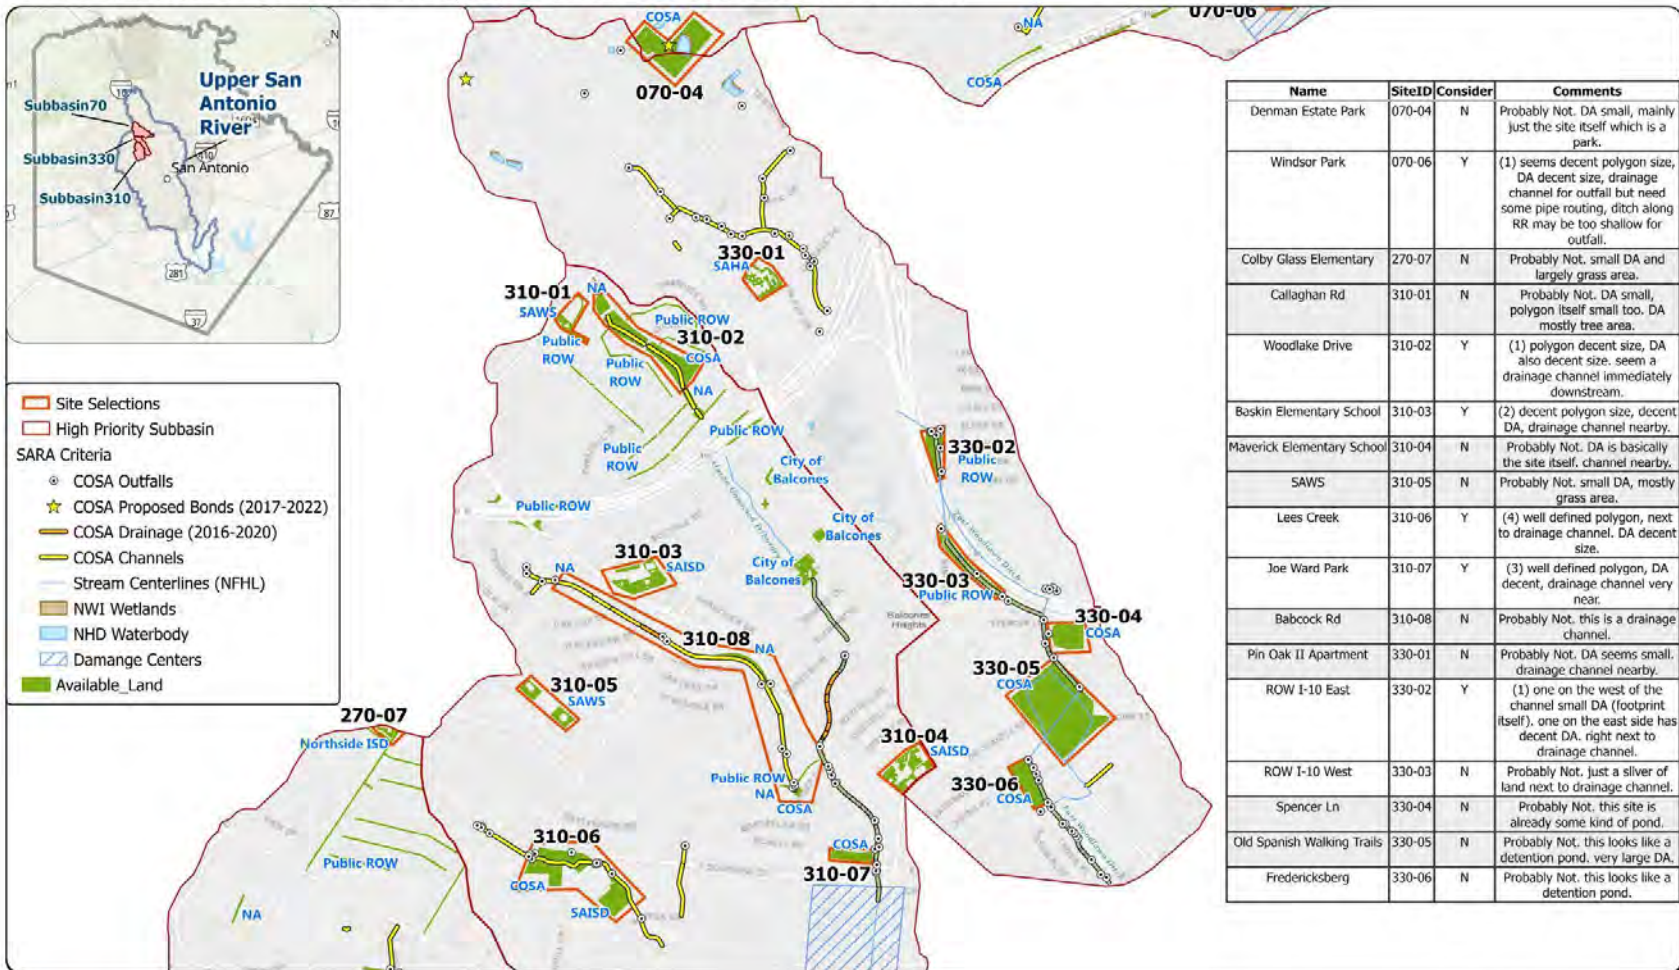 Upper San
Antonio
River
Subbasin70
Subbasin330
Subbasin310
San Antonio
10
410
87
281
37
Site Selections
High Priority Subbasin
SARA Criteria
COSA Outfalls
COSA Proposed Bonds (2017-2022)
COSA Drainage (2016-2020)
COSA Channels
Stream Centerlines (NFHL)
NWI Wetlands
NHD Waterbody
Damange Centers
Available_Land
COSA
070-04
NA
COSA
070-06
330-01
SAHA
310-01
SAWS
NA
Public ROW
Public
ROW
310-02
COSA
Public
ROW
NA
Public ROW
Public
ROW
City of
Balcones
330-02
Public
ROW
Public ROW
City of
Balcones
310-03
SAISD
NA
City of
Balcones
330-03
Public ROW
Balcones
Heights
330-04
COSA
310-08
NA
330-05
COSA
310-05
SAWS
270-07
Northside ISD
310-04
SAISD
Public ROW
NA
COSA
330-06
COSA
310-06
COSA
SAISD
COSA
310-07
Public ROW
NA
Name SiteID Consider Comments
Denman Estate Park 070-04 N Probably Not. DA small, mainly
just the site itself which is a
park.
Windsor Park 070-06 Y (1) seems decent polygon size,
DA decent size, drainage
channel for outfall but need
some pipe routing, ditch along
RR may be too shallow for
outfall.
Colby Glass Elementary 270-07 N Probably Not. small DA and
largely grass area.
Callaghan Rd 310-01 N Probably Not. DA small,
polygon itself small too. DA
mostly tree area.
Woodlake Drive 310-02 Y (1) polygon decent size, DA
also decent size. seem a
drainage channel immediately
downstream.
Baskin Elementary School 310-03 Y (2) decent polygon size, decent
DA, drainage channel nearby.
Maverick Elementary School 310-04 N Probably Not. DA is basically
the site itself. channel nearby.
SAWS 310-05 N Probably Not. small DA, mostly
grass area.
Lees Creek 310-06 Y (4) well defined polygon, next
to drainage channel. DA decent
size.
Joe Ward Park 310-07 Y (3) well defined polygon, DA
decent, drainage channel very
near.
Babcock Rd 310-08 N Probably Not. this is a drainage
channel.
Pin Oak II Apartment 330-01 N Probably Not. DA seems small.
drainage channel nearby.
ROW I-10 East 330-02 Y (1) one on the west of the
channel small DA (footprint
itself). one on the east side has
decent DA. right next to
drainage channel.
ROW I-10 West 330-03 N Probably Not. just a sliver of
land next to drainage channel.
Spencer Ln 330-04 N Probably Not. this site is
already some kind of pond.
Old Spanish Walking Trails 330-05 N Probably Not. this looks like a
detention pond. very large DA.
Fredericksberg 330-06 N Probably Not. this looks like a
detention pond.